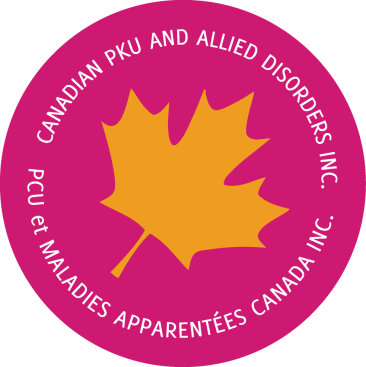 CANADIAN PKU AND ALLIED DISORDERS INC.
PCU et MALADIES APPARENTÉES CANADA INC.